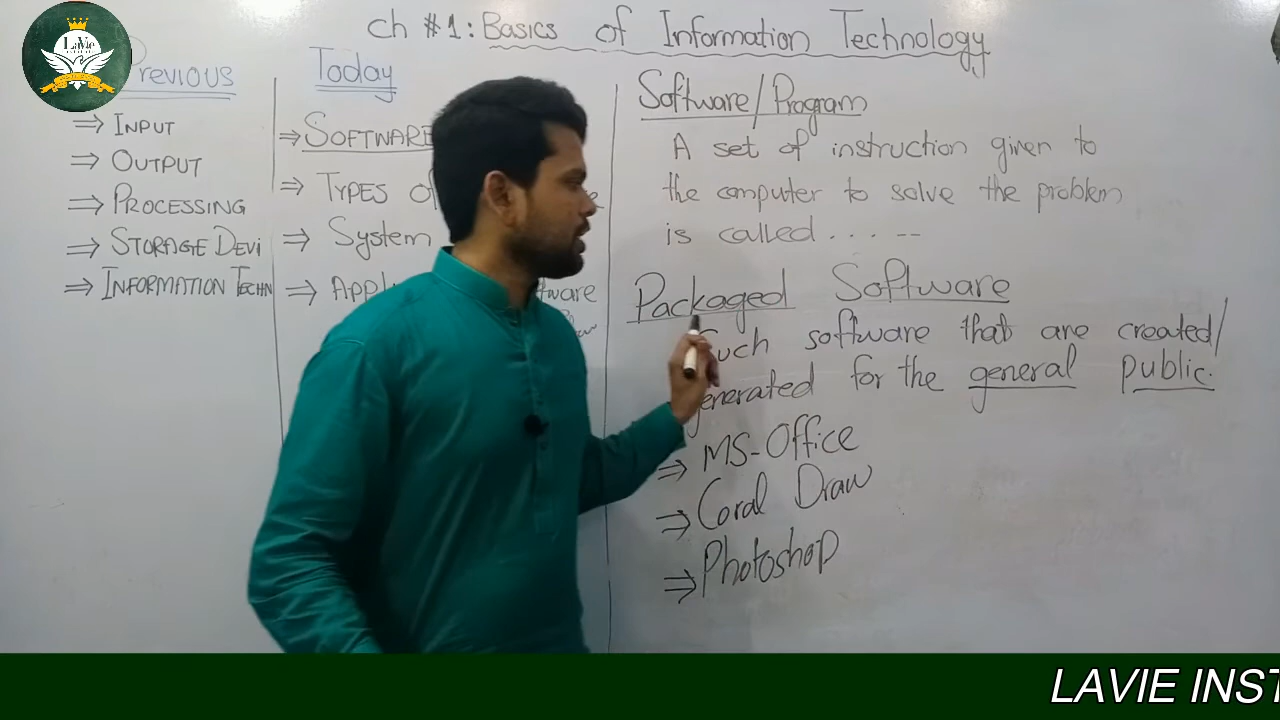 ch # 1: Basics of Information Technology
LaVie
Previous
⇒ INPUT
⇒ OUTPUT
⇒ PROCESSING
⇒ STORAGE DEVI
⇒ INFORMATION TECHN
Today
⇒ SOFTWARE
⇒ TYPES of
⇒ System
⇒ Appl tware
Software/Program
A set of instruction given to
the computer to solve the problem
is called . . . . --
Packaged Software
Such software that are created/
generated for the general public.
⇒ MS-Office
⇒ Coral Draw
⇒ Photoshop
LAVIE INST